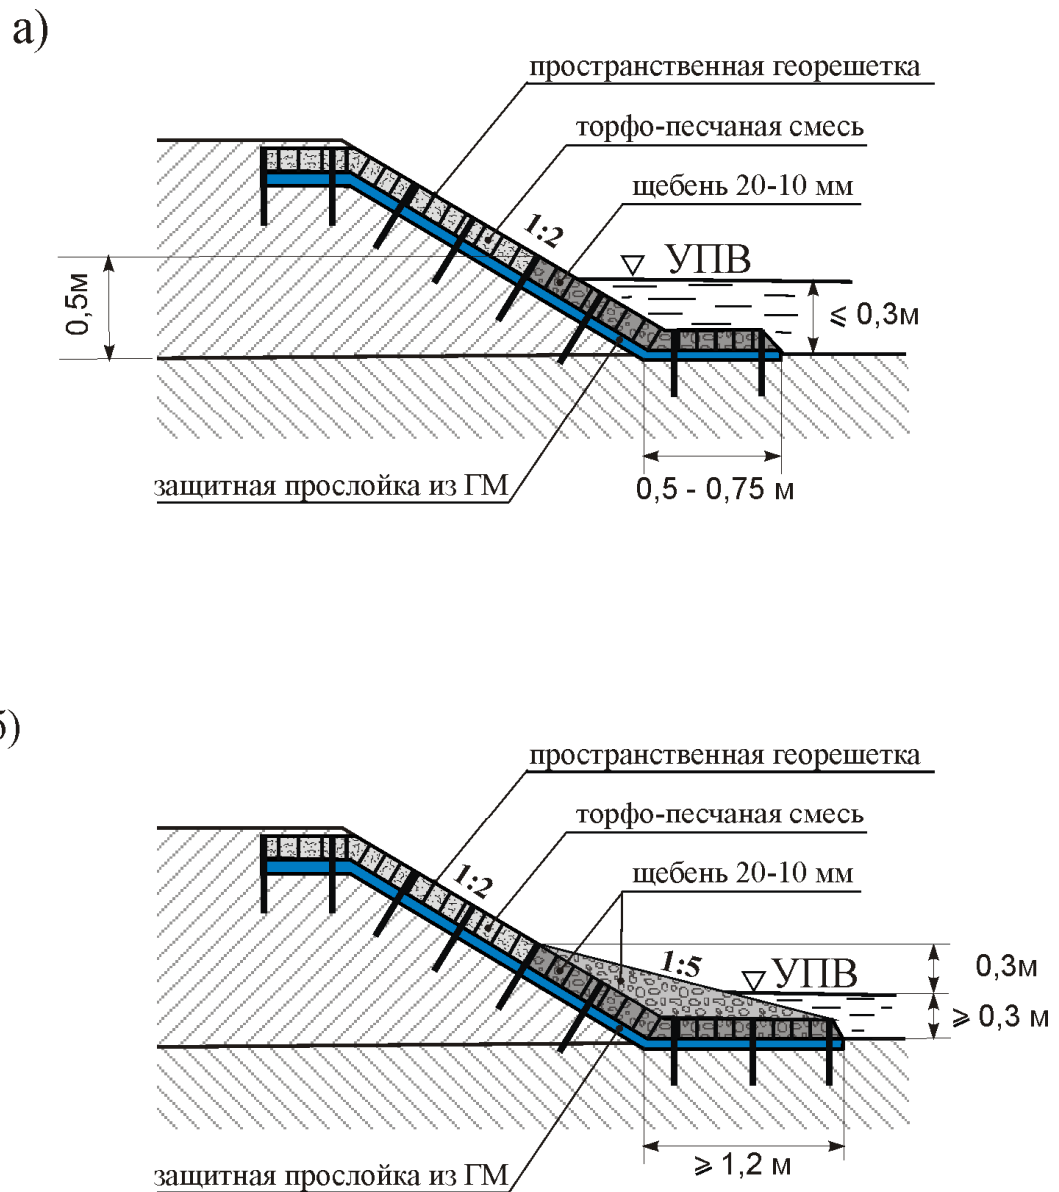 а)
пространственная георешетка
торфо-песчаная смесь
щебень 20-10 мм
1:2
УПВ
0,5м
⩽ 0,3м
защитная прослойка из ГМ
0,5 - 0,75 м
б)
пространственная георешетка
торфо-песчаная смесь
щебень 20-10 мм
1:2
1:5
УПВ
0,3м
⩾ 0,3 м
⩾ 1,2 м
защитная прослойка из ГМ